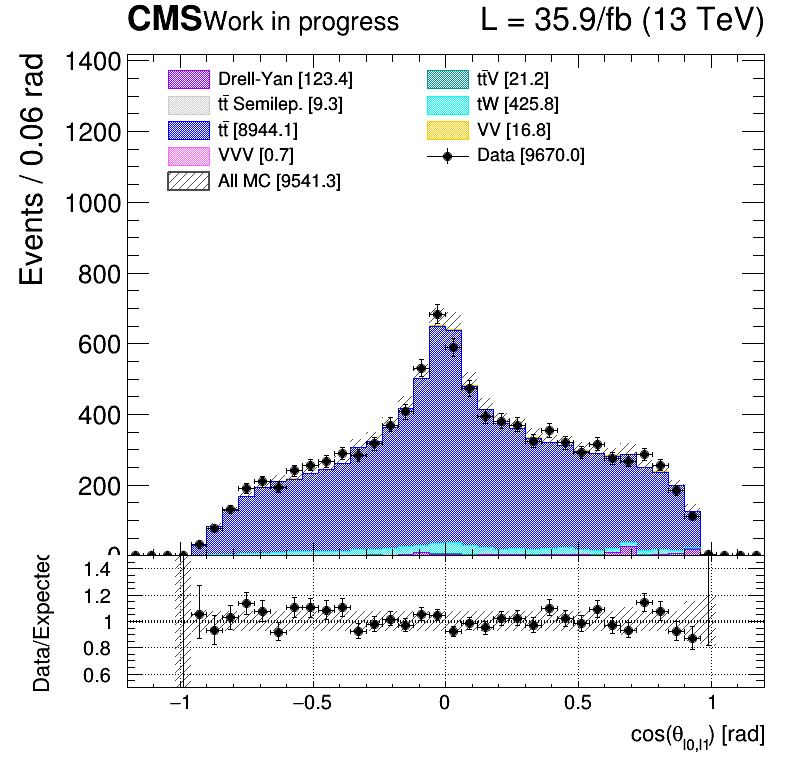 CMS Work in progress L = 35.9/fb (13 TeV)
Events / 0.06 rad
1400
1200
1000
800
600
400
200
0
Drell-Yan [123.4]
tt̄ Semilep. [9.3]
tt̄ [8944.1]
VVV [0.7]
All MC [9541.3]
tt̄V [21.2]
tW [425.8]
VV [16.8]
Data [9670.0]
Data/Expected
1.4
1.2
1
0.8
0.6
−1 −0.5 0 0.5 1
cos(θ_l0,l1) [rad]